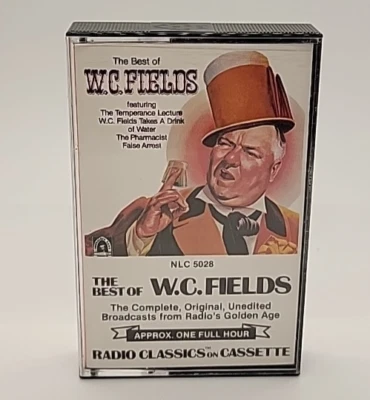 The Best of
W.C. FIELDS
featuring
The Temperance Lecture
W.C. Fields Takes A Drink
of Water
The Pharmacist
False Arrest
NLC 5028
THE
BEST OF W.C. FIELDS
The Complete, Original, Unedited
Broadcasts from Radio's Golden Age
APPROX. ONE FULL HOUR
RADIO CLASSICS™ ON CASSETTE